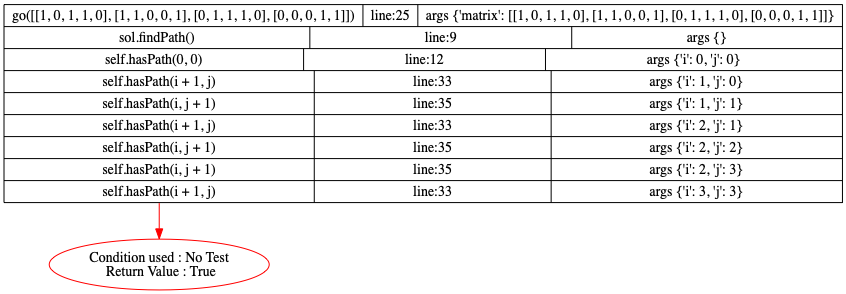 go([[1, 0, 1, 1, 0], [1, 1, 0, 0, 1], [0, 1, 1, 1, 0], [0, 0, 0, 1, 1]]) line:25 args {'matrix': [[1, 0, 1, 1, 0], [1, 1, 0, 0, 1], [0, 1, 1, 1, 0], [0, 0, 0, 1, 1]]}
sol.findPath() line:9 args {}
self.hasPath(0, 0) line:12 args {'i': 0, 'j': 0}
self.hasPath(i + 1, j) line:33 args {'i': 1, 'j': 0}
self.hasPath(i, j + 1) line:35 args {'i': 1, 'j': 1}
self.hasPath(i + 1, j) line:33 args {'i': 2, 'j': 1}
self.hasPath(i, j + 1) line:35 args {'i': 2, 'j': 2}
self.hasPath(i, j + 1) line:35 args {'i': 2, 'j': 3}
self.hasPath(i + 1, j) line:33 args {'i': 3, 'j': 3}
Condition used : No Test
Return Value : True